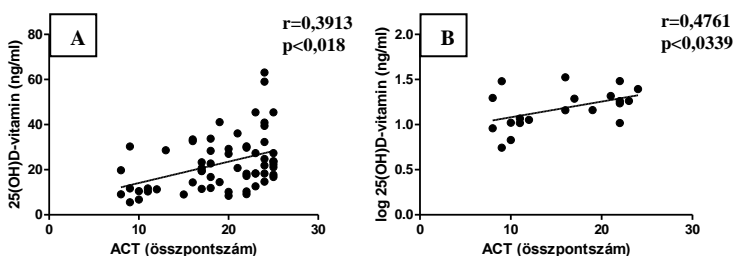 A
r=0,3913
p<0,018
25(OH)D-vitamin (ng/ml)
80
60
40
20
0
0 10 20 30
ACT (összpontszám)
B
r=0,4761
p<0,0339
log 25(OH)D-vitamin (ng/ml)
2.0
1.5
1.0
0.5
0.0
0 10 20 30
ACT (összpontszám)